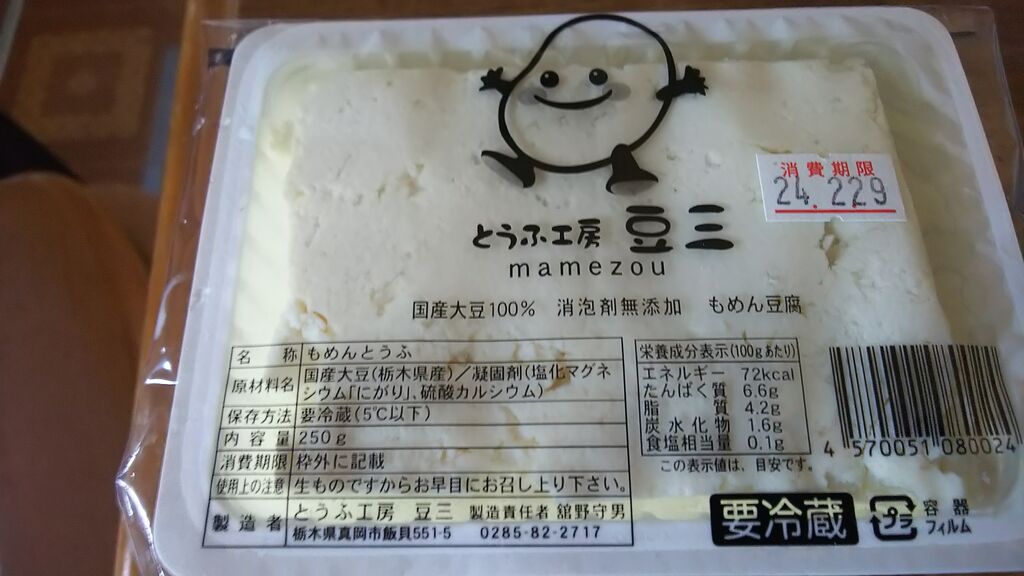 消費期限
24.2.29
とうふ工房 豆三
mamezou
国産大豆100% 消泡剤無添加 もめん豆腐
名 称 もめんとうふ
原材料名 国産大豆(栃木県産)/凝固剤(塩化マグネ
シウム「にがり」、硫酸カルシウム)
保存方法 要冷蔵(5℃以下)
内容量 250g
消費期限 枠外に記載
使用上の注意 生ものですからお早目にお召し上り下さい。
製造者 とうふ工房 豆三 製造責任者 舘野守男
栃木県真岡市飯貝551-5 0285-82-2717
栄養成分表示(100gあたり)
エネルギー 72kcal
たんぱく質 6.6g
脂質 4.2g
炭水化物 1.6g
食塩相当量 0.1g
この表示値は、目安です。
4 570051 080024
要冷蔵
プラ
容器
フィルム